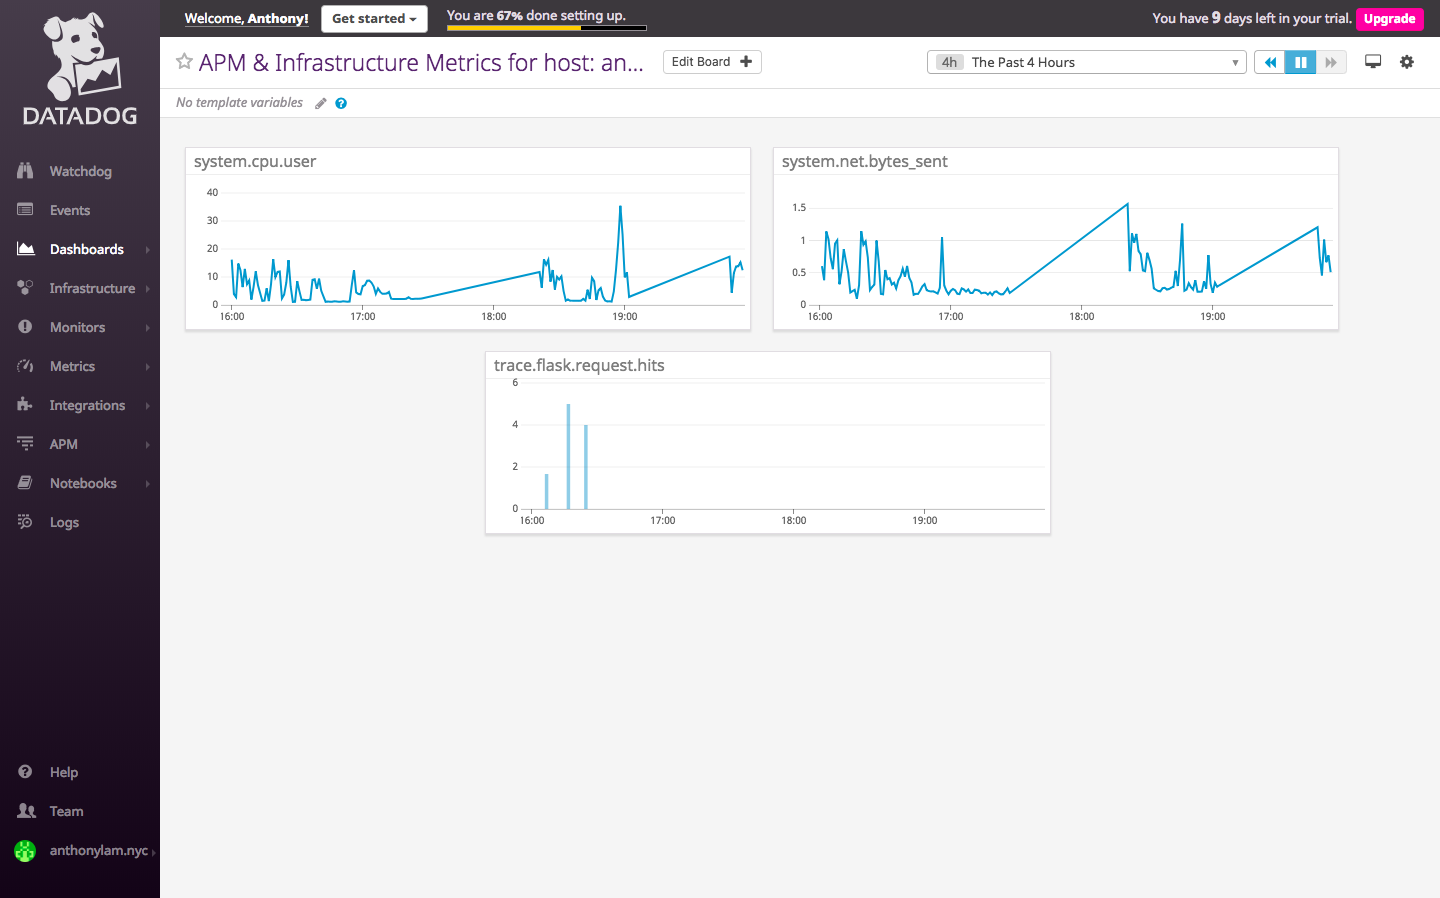 Welcome, Anthony!
Get started
You are 67% done setting up.
You have 9 days left in your trial.
Upgrade
DATADOG
Watchdog
Events
Dashboards
Infrastructure
Monitors
Metrics
Integrations
APM
Notebooks
Logs
Help
Team
anthonylam.nyc
APM & Infrastructure Metrics for host: an...
Edit Board
4h The Past 4 Hours
No template variables
system.cpu.user
40
30
20
10
0
16:00 17:00 18:00 19:00
system.net.bytes_sent
1.5
1
0.5
0
16:00 17:00 18:00 19:00
trace.flask.request.hits
6
4
2
0
16:00 17:00 18:00 19:00